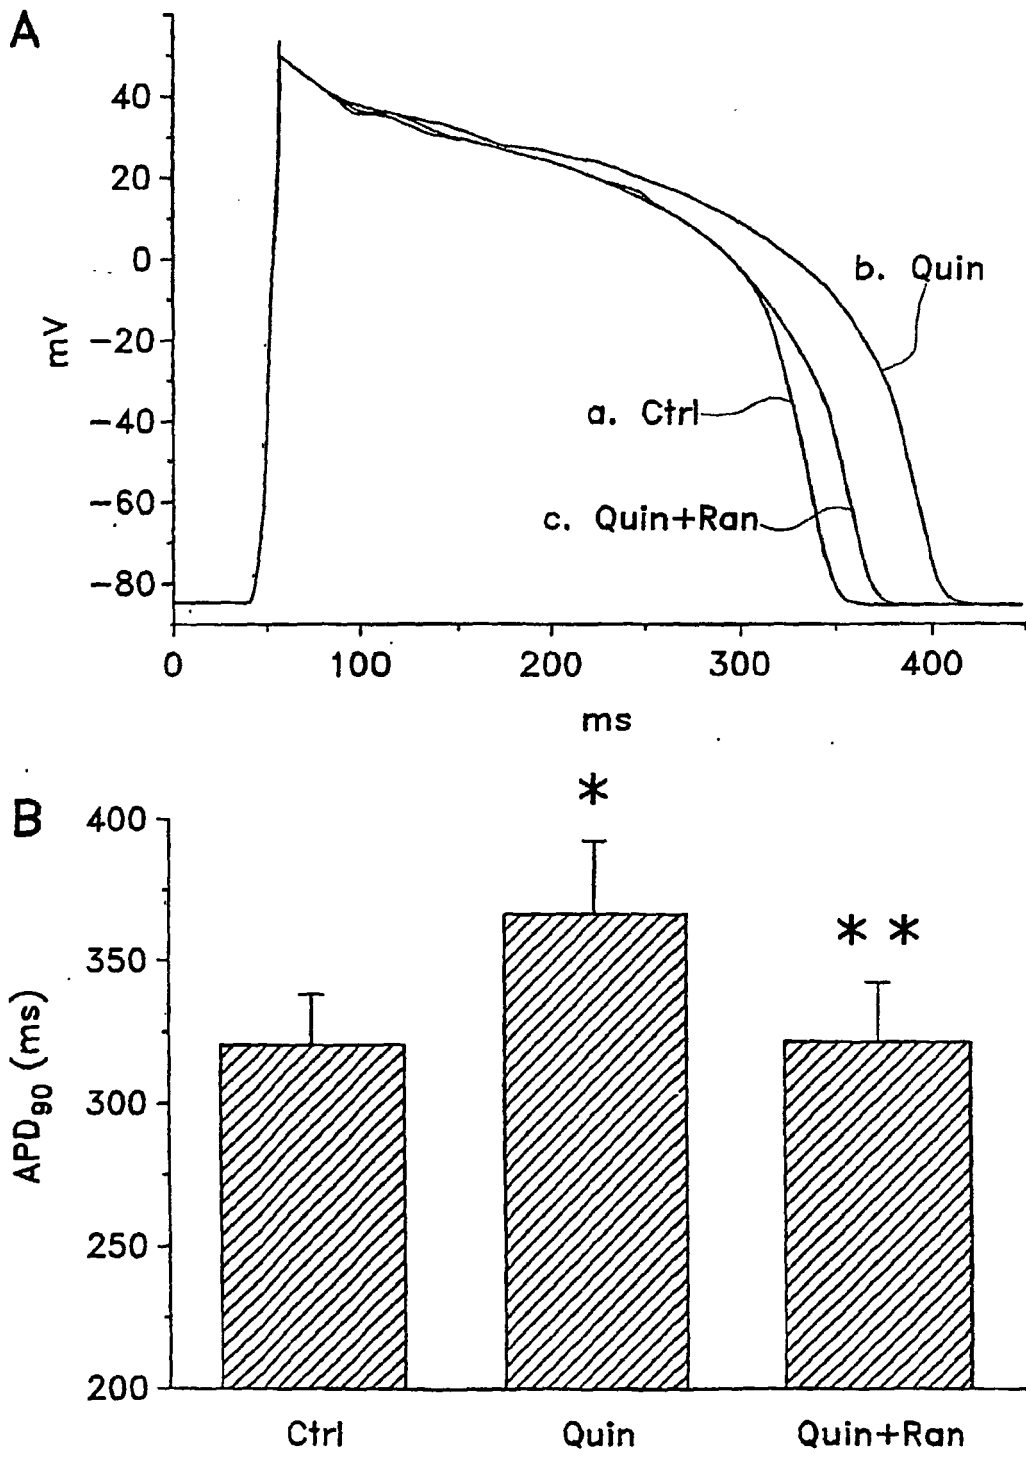 A
40
20
0
−20
−40
−60
−80
mV
b. Quin
a. Ctrl
c. Quin+Ran
0 100 200 300 400
ms
B
400
350
300
250
200
APD90 (ms)
*
**
Ctrl Quin Quin+Ran